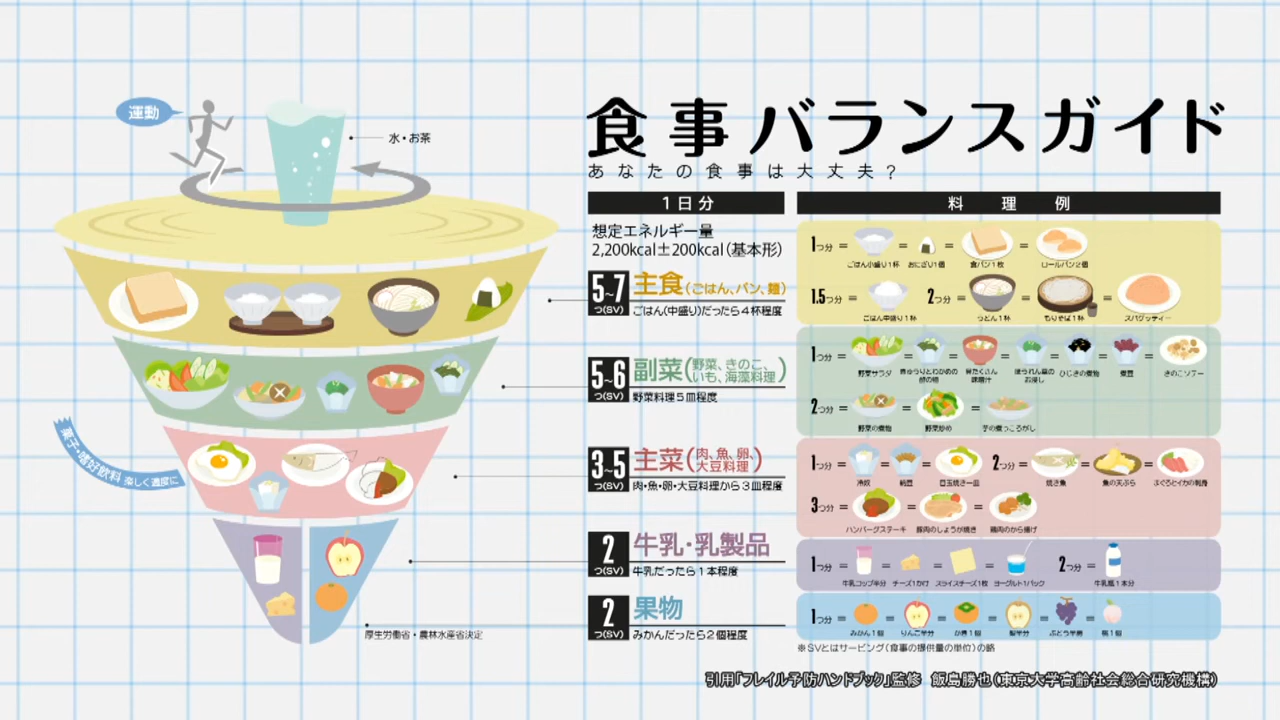 運動
水・お茶
食事バランスガイド
あなたの食事は大丈夫？
1日分
料理例
想定エネルギー量
2,200kcal±200kcal（基本形）
5~7 つ(SV) 主食（ごはん、パン、麺）
ごはん（中盛り）だったら4杯程度
1つ分 = ごはん小盛り1杯 = おにぎり1個 = 食パン1枚 = ロールパン2個
1.5つ分 = ごはん中盛り1杯 2つ分 = うどん1杯 = もりそば1杯 = スパゲッティー
5~6 つ(SV) 副菜（野菜、きのこ、いも、海藻料理）
野菜料理5皿程度
1つ分 = 野菜サラダ = きゅうりとわかめの酢の物 = 具たくさん味噌汁 = ほうれん草のお浸し = ひじきの煮物 = 煮豆 = きのこソテー
2つ分 = 野菜の煮物 = 野菜炒め = 芋の煮っころがし
3~5 つ(SV) 主菜（肉、魚、卵、大豆料理）
肉・魚・卵・大豆料理から3皿程度
1つ分 = 冷奴 = 納豆 = 目玉焼き一皿 2つ分 = 焼き魚 = 魚の天ぷら = まぐろとイカの刺身
3つ分 = ハンバーグステーキ = 豚肉のしょうが焼き = 鶏肉のから揚げ
菓子・嗜好飲料 楽しく適度に
2 つ(SV) 牛乳・乳製品
牛乳だったら1本程度
1つ分 = 牛乳コップ半分 = チーズ1かけ = スライスチーズ1枚 = ヨーグルト1パック 2つ分 = 牛乳瓶1本分
2 つ(SV) 果物
みかんだったら2個程度
1つ分 = みかん1個 = りんご半分 = かき1個 = 梨半分 = ぶどう半房 = 桃1個
厚生労働省・農林水産省決定
※SVとはサービング（食事の提供量の単位）の略
引用「フレイル予防ハンドブック」監修 飯島勝也（東京大学高齢社会総合研究機構）